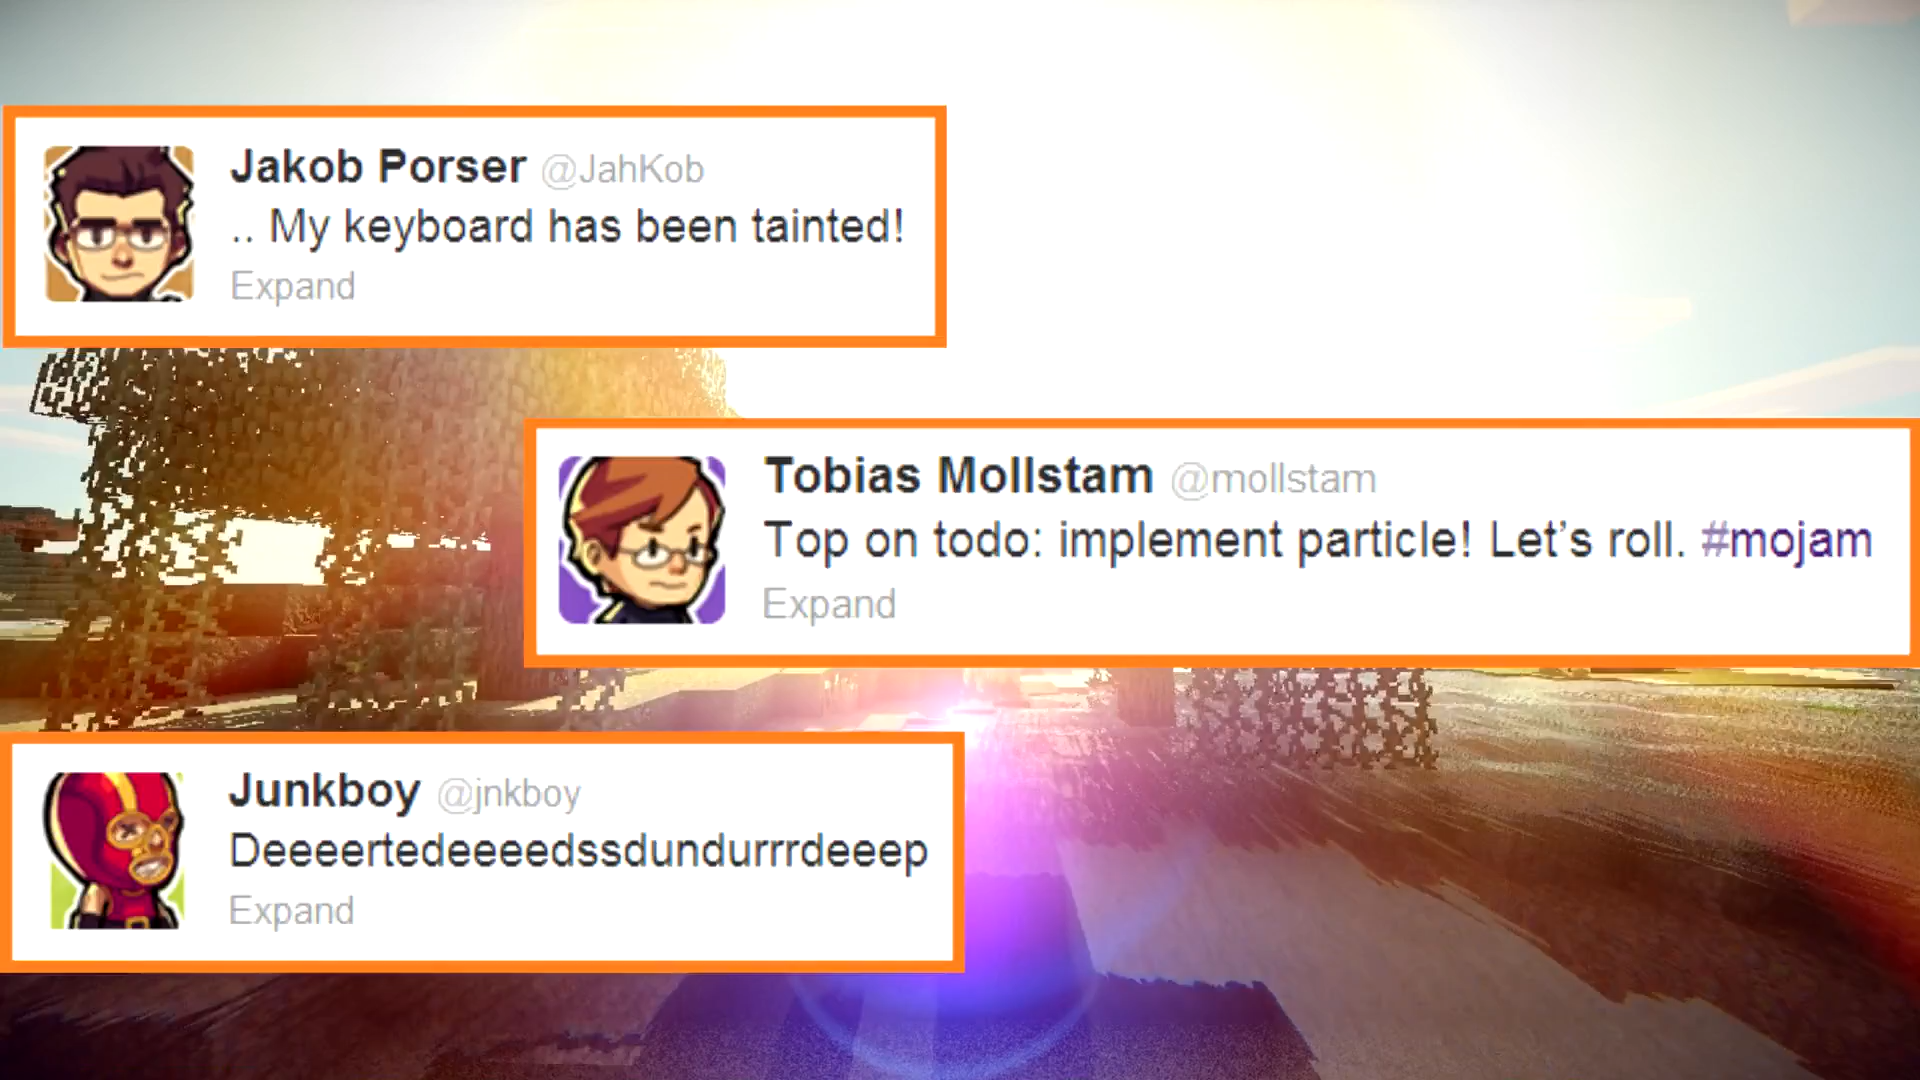 Jakob Porser @JahKob
.. My keyboard has been tainted!
Expand
Tobias Mollstam @mollstam
Top on todo: implement particle! Let's roll. #mojam
Expand
Junkboy @jnkboy
Deeeertedeeeedssdundurrrdeeep
Expand